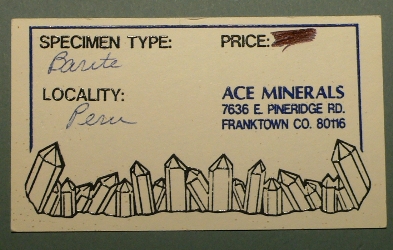 SPECIMEN TYPE: PRICE:
Barite
LOCALITY: ACE MINERALS
Peru 7636 E. PINERIDGE RD.
FRANKTOWN CO. 80116